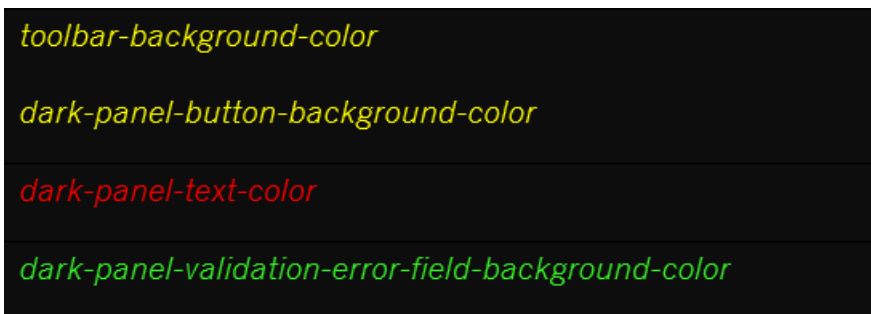 toolbar-background-color
dark-panel-button-background-color
dark-panel-text-color
dark-panel-validation-error-field-background-color